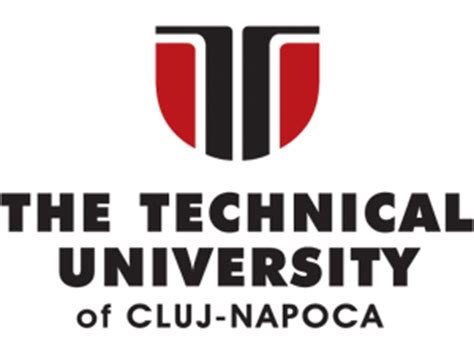 THE TECHNICAL
UNIVERSITY
of CLUJ-NAPOCA